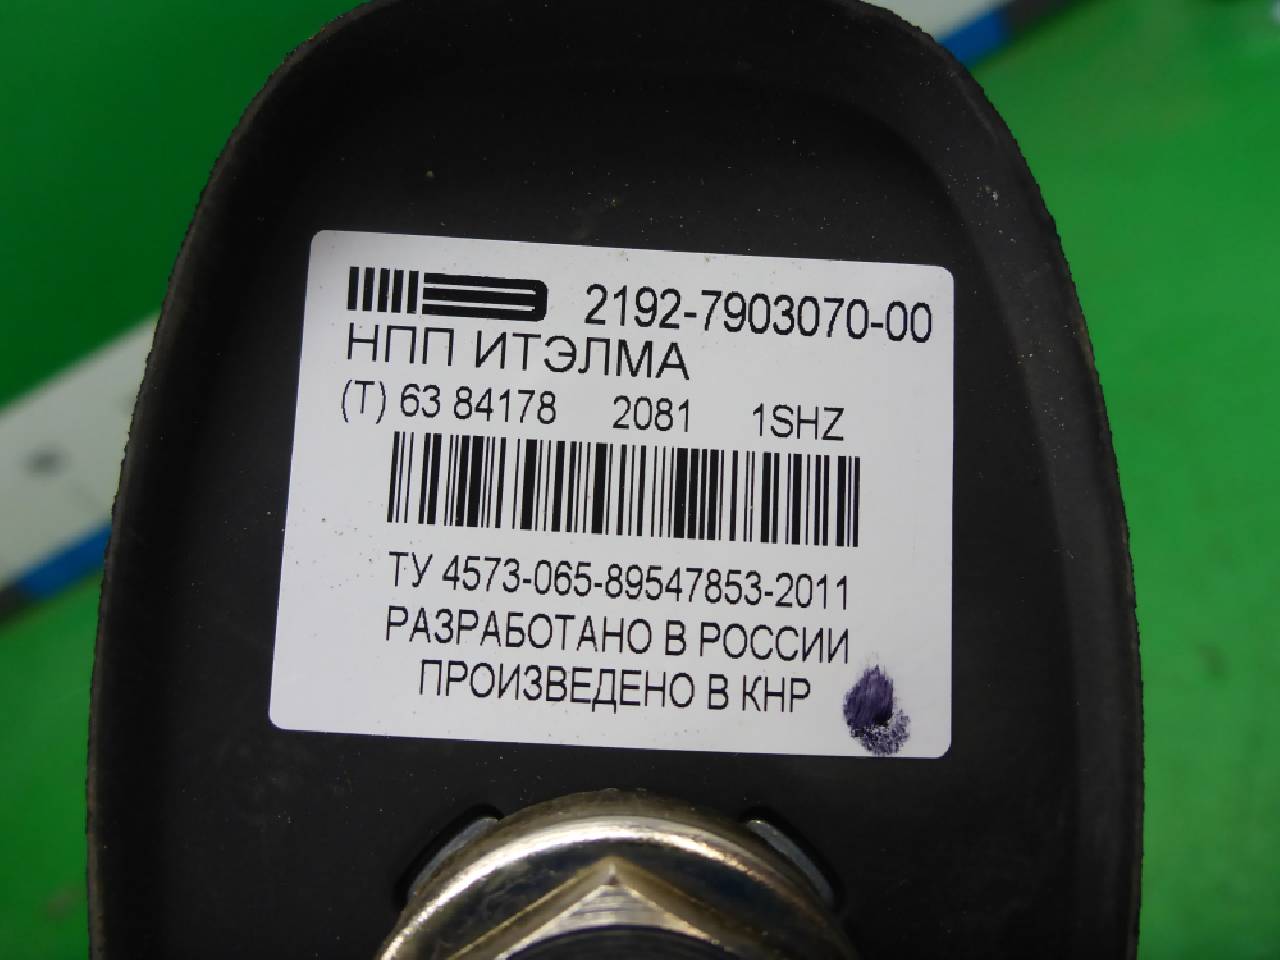 2192-7903070-00
НПП ИТЭЛМА
(Т) 63 84178 2081 1SHZ
ТУ 4573-065-89547853-2011
РАЗРАБОТАНО В РОССИИ
ПРОИЗВЕДЕНО В КНР